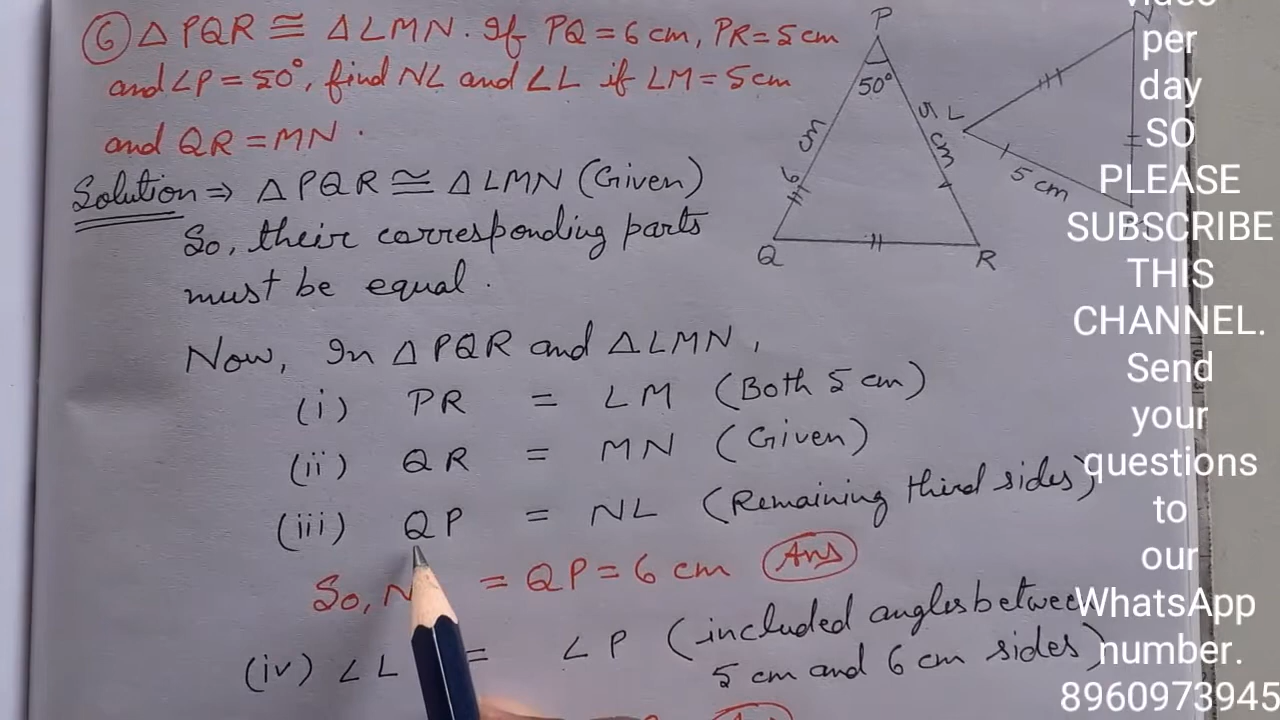 ⑥ △PQR ≅ △LMN. If PQ = 6 cm, PR = 5 cm
and ∠P = 50°, find NL and ∠L if LM = 5 cm
and QR = MN.
Solution ⇒ △PQR ≅ △LMN (Given)
So, their corresponding parts
must be equal.
Now, In △PQR and △LMN,
(i) PR = LM (Both 5 cm)
(ii) QR = MN (Given)
(iii) QP = NL (Remaining third sides)
So, N = QP = 6 cm Ans
(iv) ∠L = ∠P (included angles between
5 cm and 6 cm sides)
P
50°
6 cm
5 cm
Q
R
L
5 cm
N
per
day
SO
PLEASE
SUBSCRIBE
THIS
CHANNEL.
Send
your
questions
to
our
WhatsApp
number.
8960973945